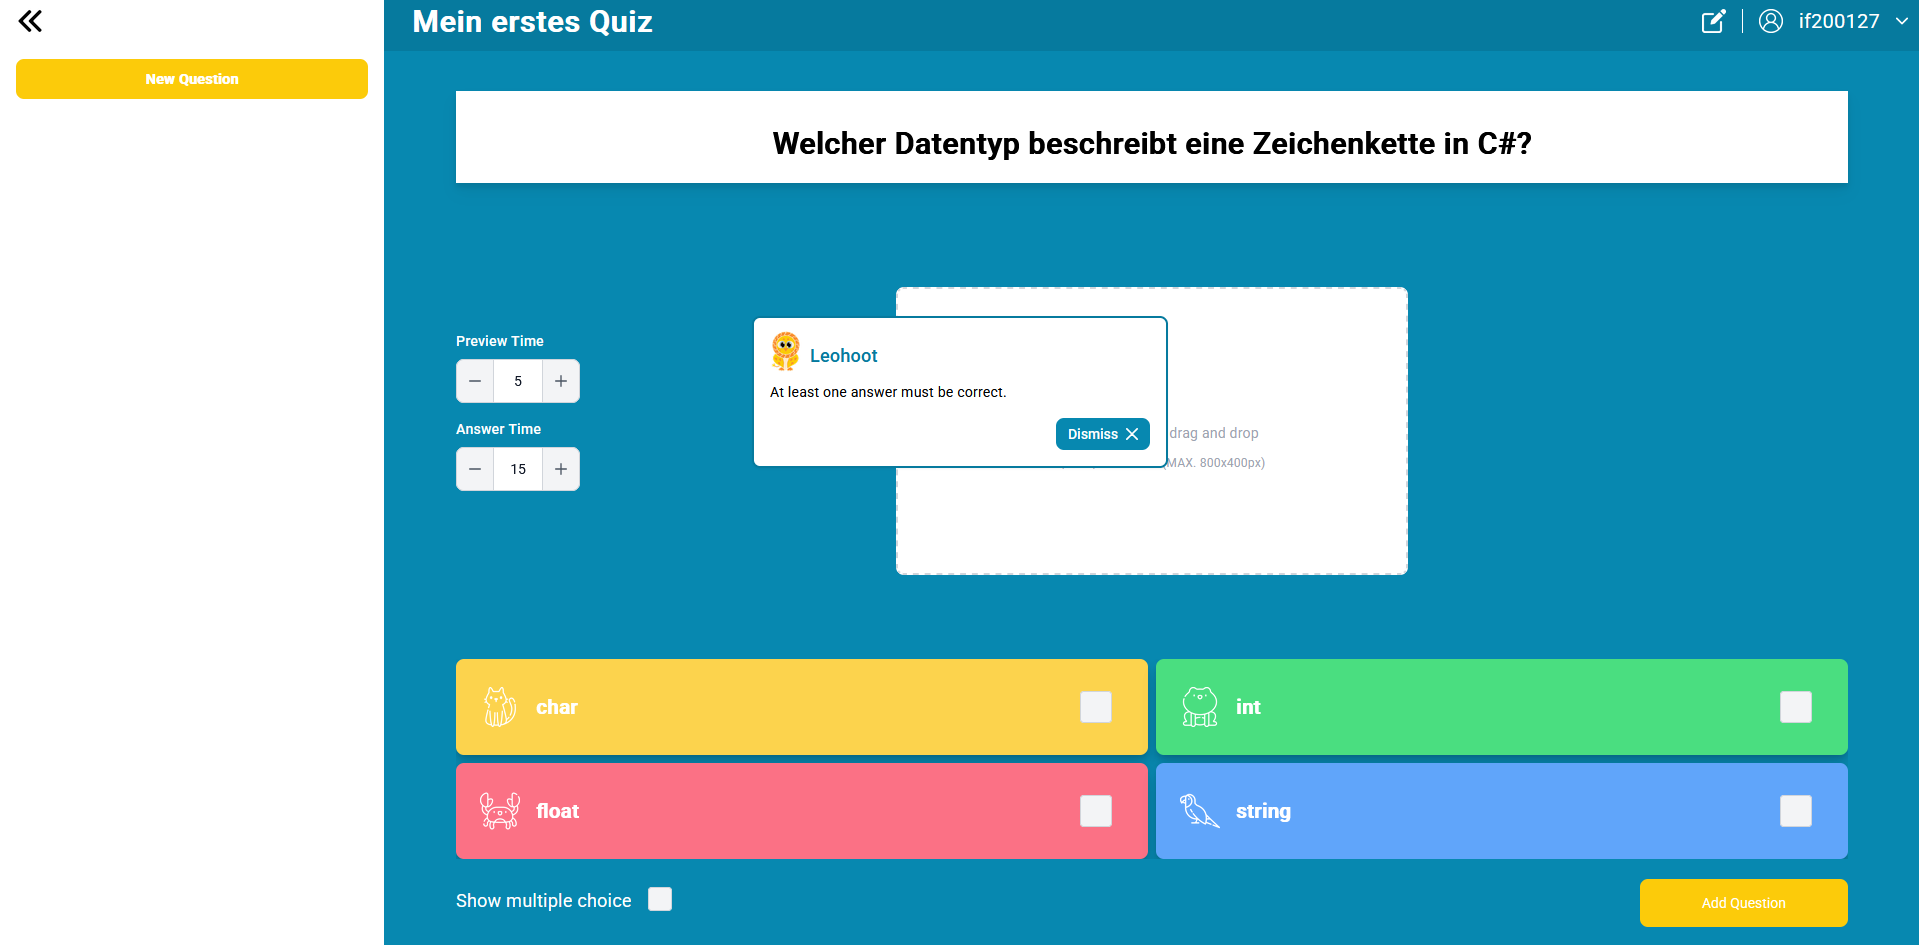 Mein erstes Quiz
if200127
New Question
Welcher Datentyp beschreibt eine Zeichenkette in C#?
Preview Time
5
Answer Time
15
Leohoot
At least one answer must be correct.
Dismiss
drag and drop
(MAX. 800x400px)
char
int
float
string
Show multiple choice
Add Question